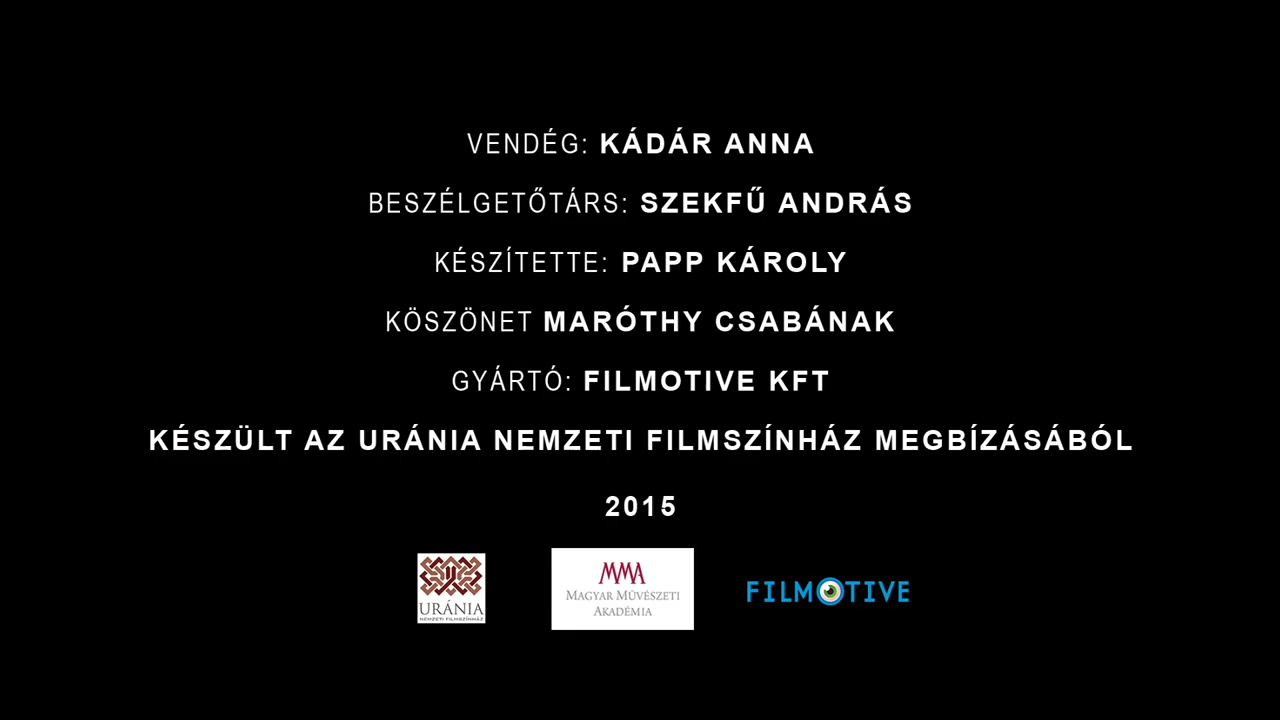 VENDÉG: KÁDÁR ANNA
BESZÉLGETŐTÁRS: SZEKFŰ ANDRÁS
KÉSZÍTETTE: PAPP KÁROLY
KÖSZÖNET MARÓTHY CSABÁNAK
GYÁRTÓ: FILMOTIVE KFT
KÉSZÜLT AZ URÁNIA NEMZETI FILMSZÍNHÁZ MEGBÍZÁSÁBÓL
2015
URÁNIA
NEMZETI FILMSZÍNHÁZ
MMA
MAGYAR MŰVÉSZETI
AKADÉMIA
FILMOTIVE